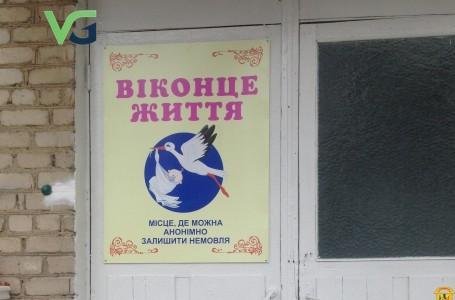 VG
ВІКОНЦЕ
ЖИТТЯ
МІСЦЕ, ДЕ МОЖНА
АНОНІМНО
ЗАЛИШИТИ НЕМОВЛЯ